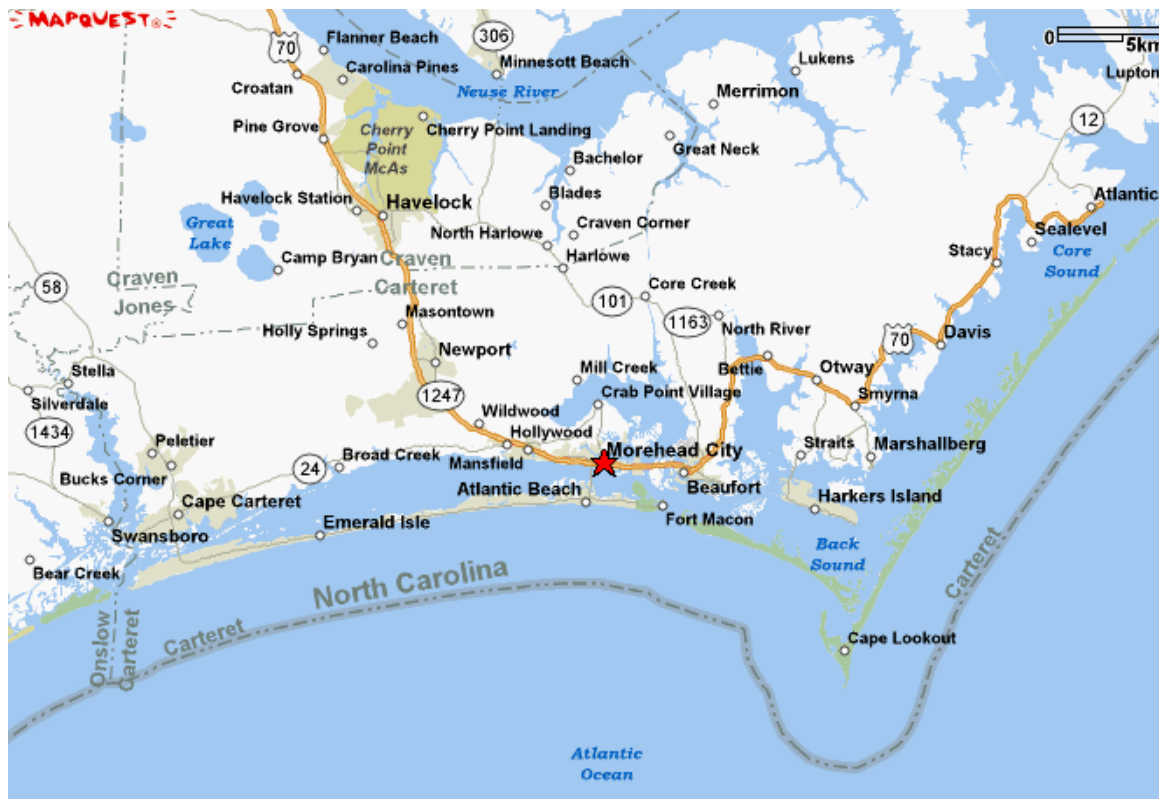 MAPQUEST®
70
Flanner Beach
306
0
5km
Carolina Pines
Minnesott Beach
Lukens
Lupton
Croatan
Neuse River
Merrimon
Pine Grove
Cherry
Point
McAs
Cherry Point Landing
12
Great Neck
Bachelor
Havelock Station
Havelock
Blades
Atlantic
Great
Lake
North Harlowe
Craven Corner
Sealevel
Core
Sound
Stacy
Camp Bryan
Craven
Carteret
Harlowe
Craven
Jones
58
101
Core Creek
1163
North River
Masontown
Holly Springs
70
Davis
Newport
Bettie
Otway
Stella
Mill Creek
Silverdale
1247
Crab Point Village
Smyrna
1434
Wildwood
Peletier
Hollywood
Morehead City
Straits
Marshallberg
24
Broad Creek
Mansfield
Bucks Corner
Beaufort
Cape Carteret
Atlantic Beach
Harkers Island
Swansboro
Emerald Isle
Fort Macon
Back
Sound
Bear Creek
North Carolina
Carteret
Onslow
Carteret
Carteret
Cape Lookout
Atlantic
Ocean